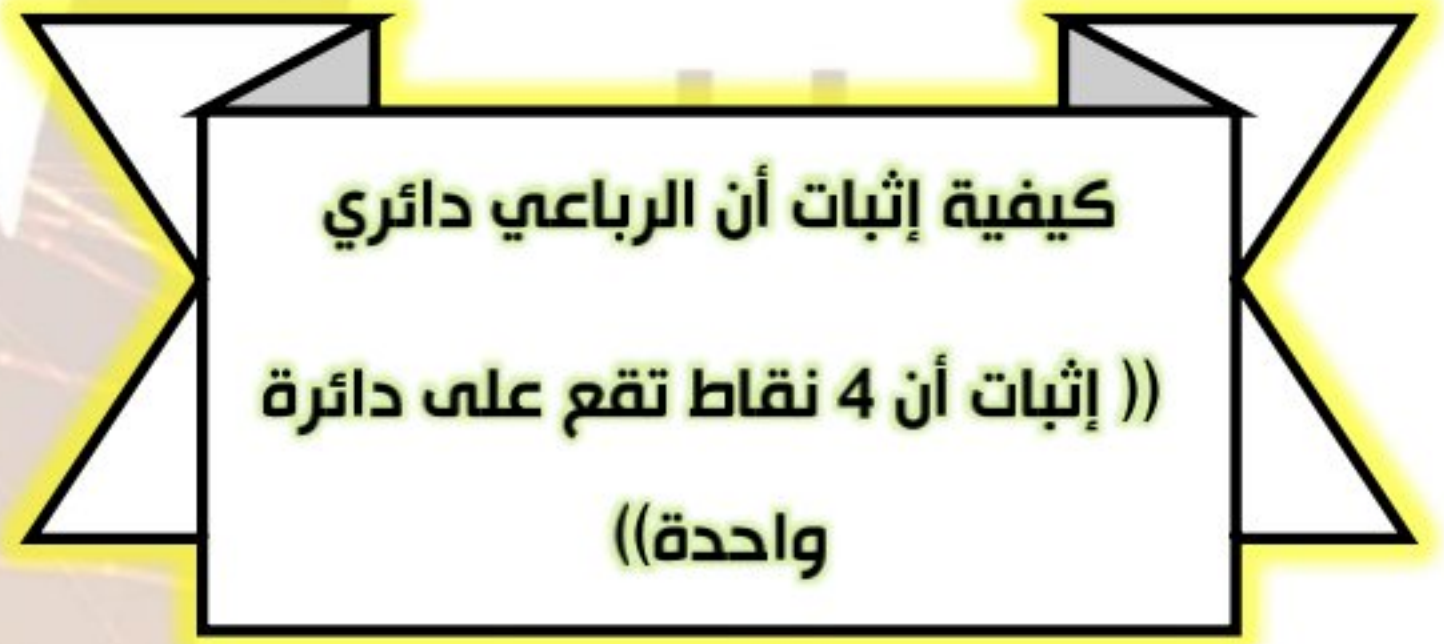 كيفية إثبات أن الرباعي دائري
(( إثبات أن 4 نقاط تقع على دائرة
واحدة))